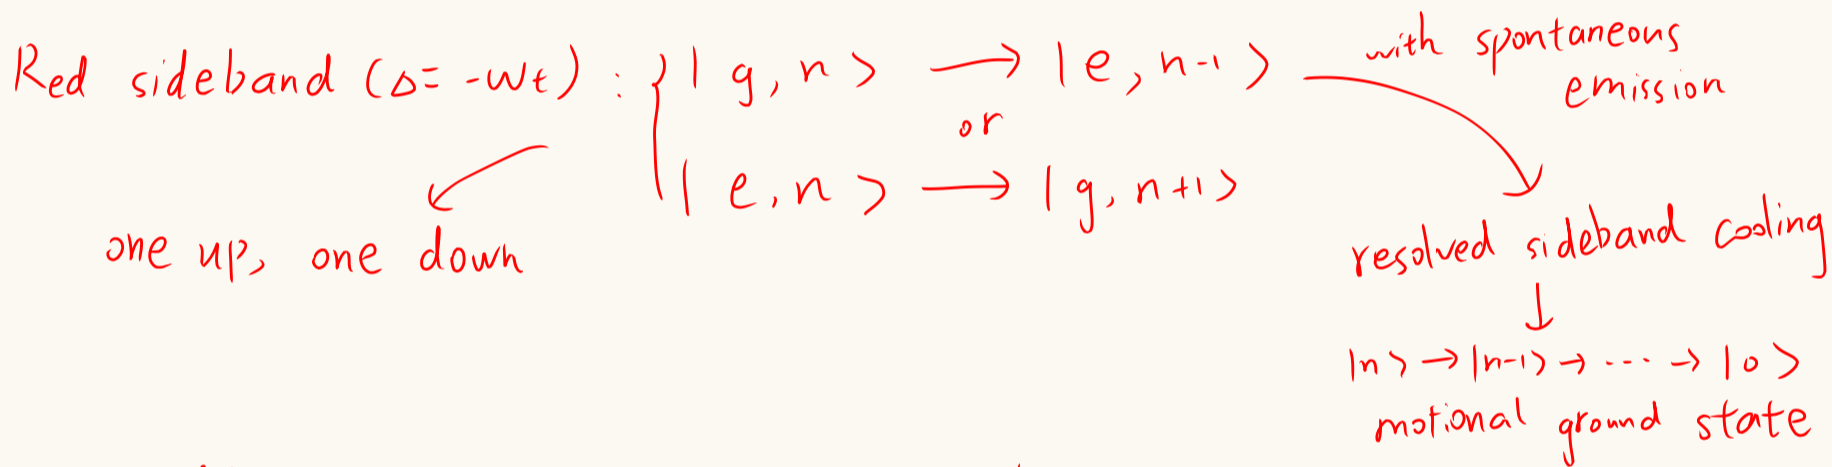 Red sideband (Δ= -ωt) : { |g,n> → |e,n-1>
or
|e,n> → |g,n+1>
one up, one down
with spontaneous
emission
resolved sideband cooling
↓
|n> → |n-1> → ... → |0>
motional ground state